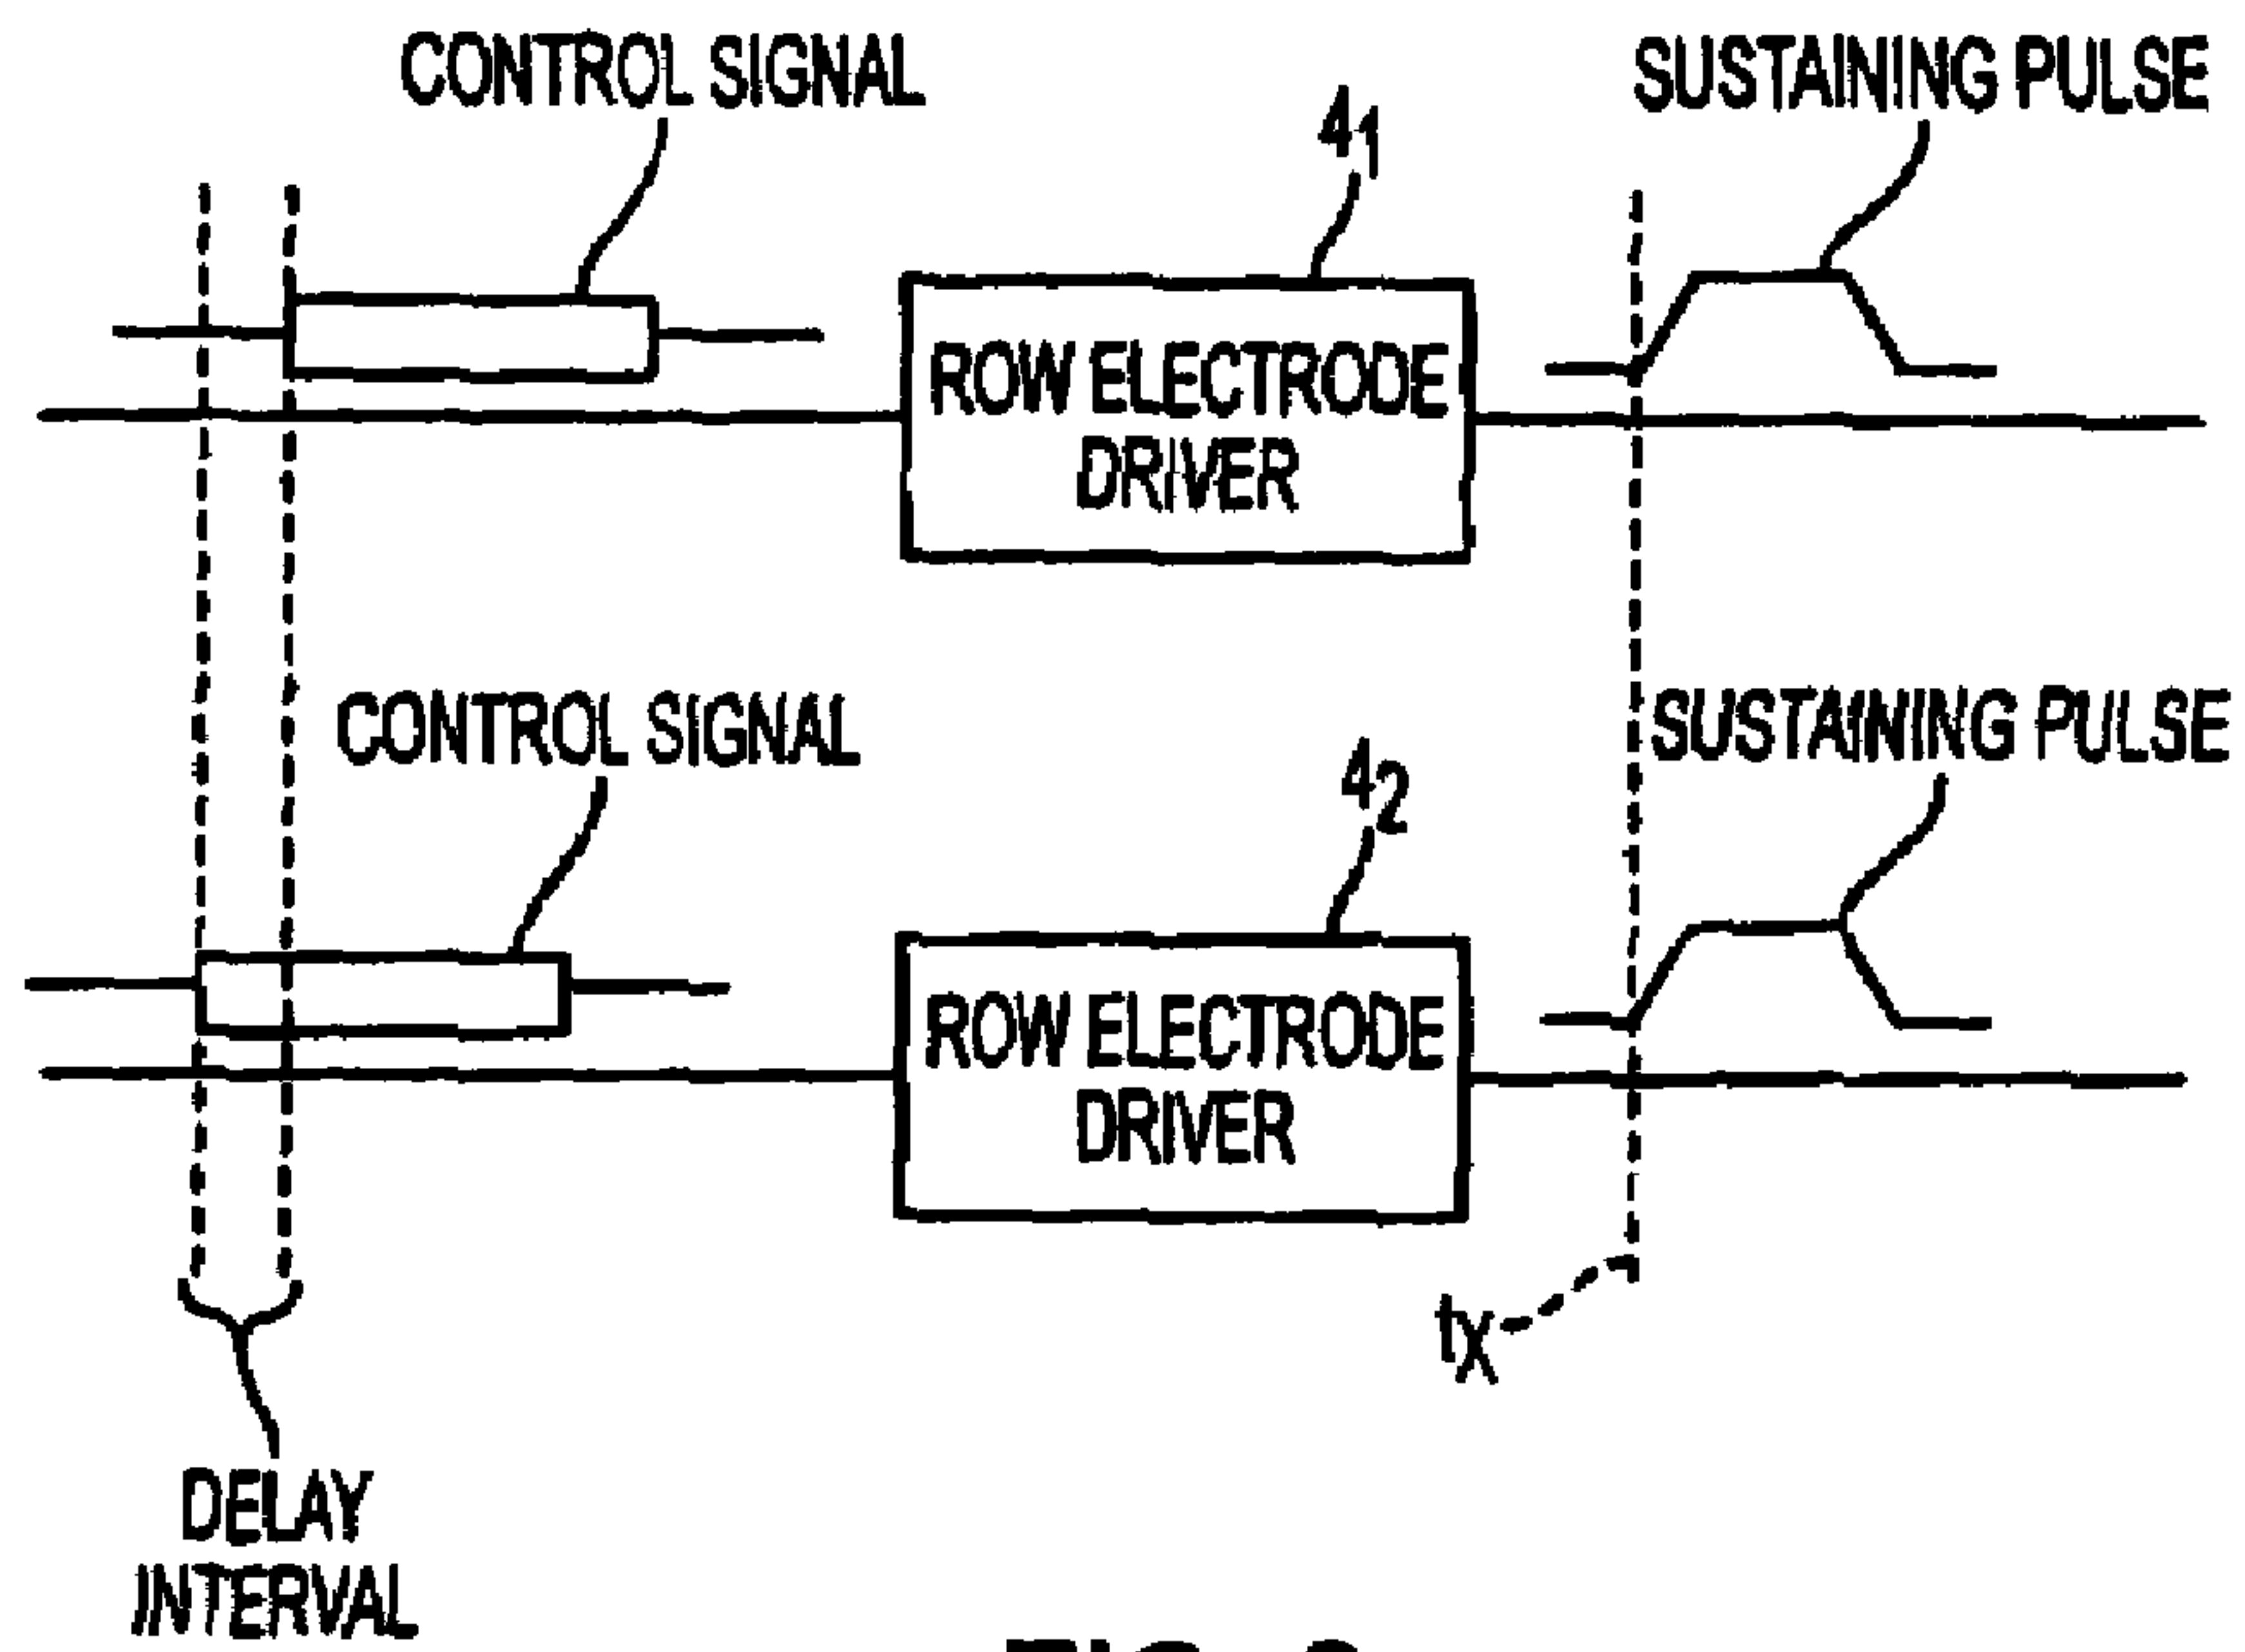 CONTROL SIGNAL
41
SUSTAINING PULSE
ROW ELECTRODE
DRIVER
CONTROL SIGNAL
42
SUSTAINING PULSE
ROW ELECTRODE
DRIVER
tx
DELAY
INTERVAL